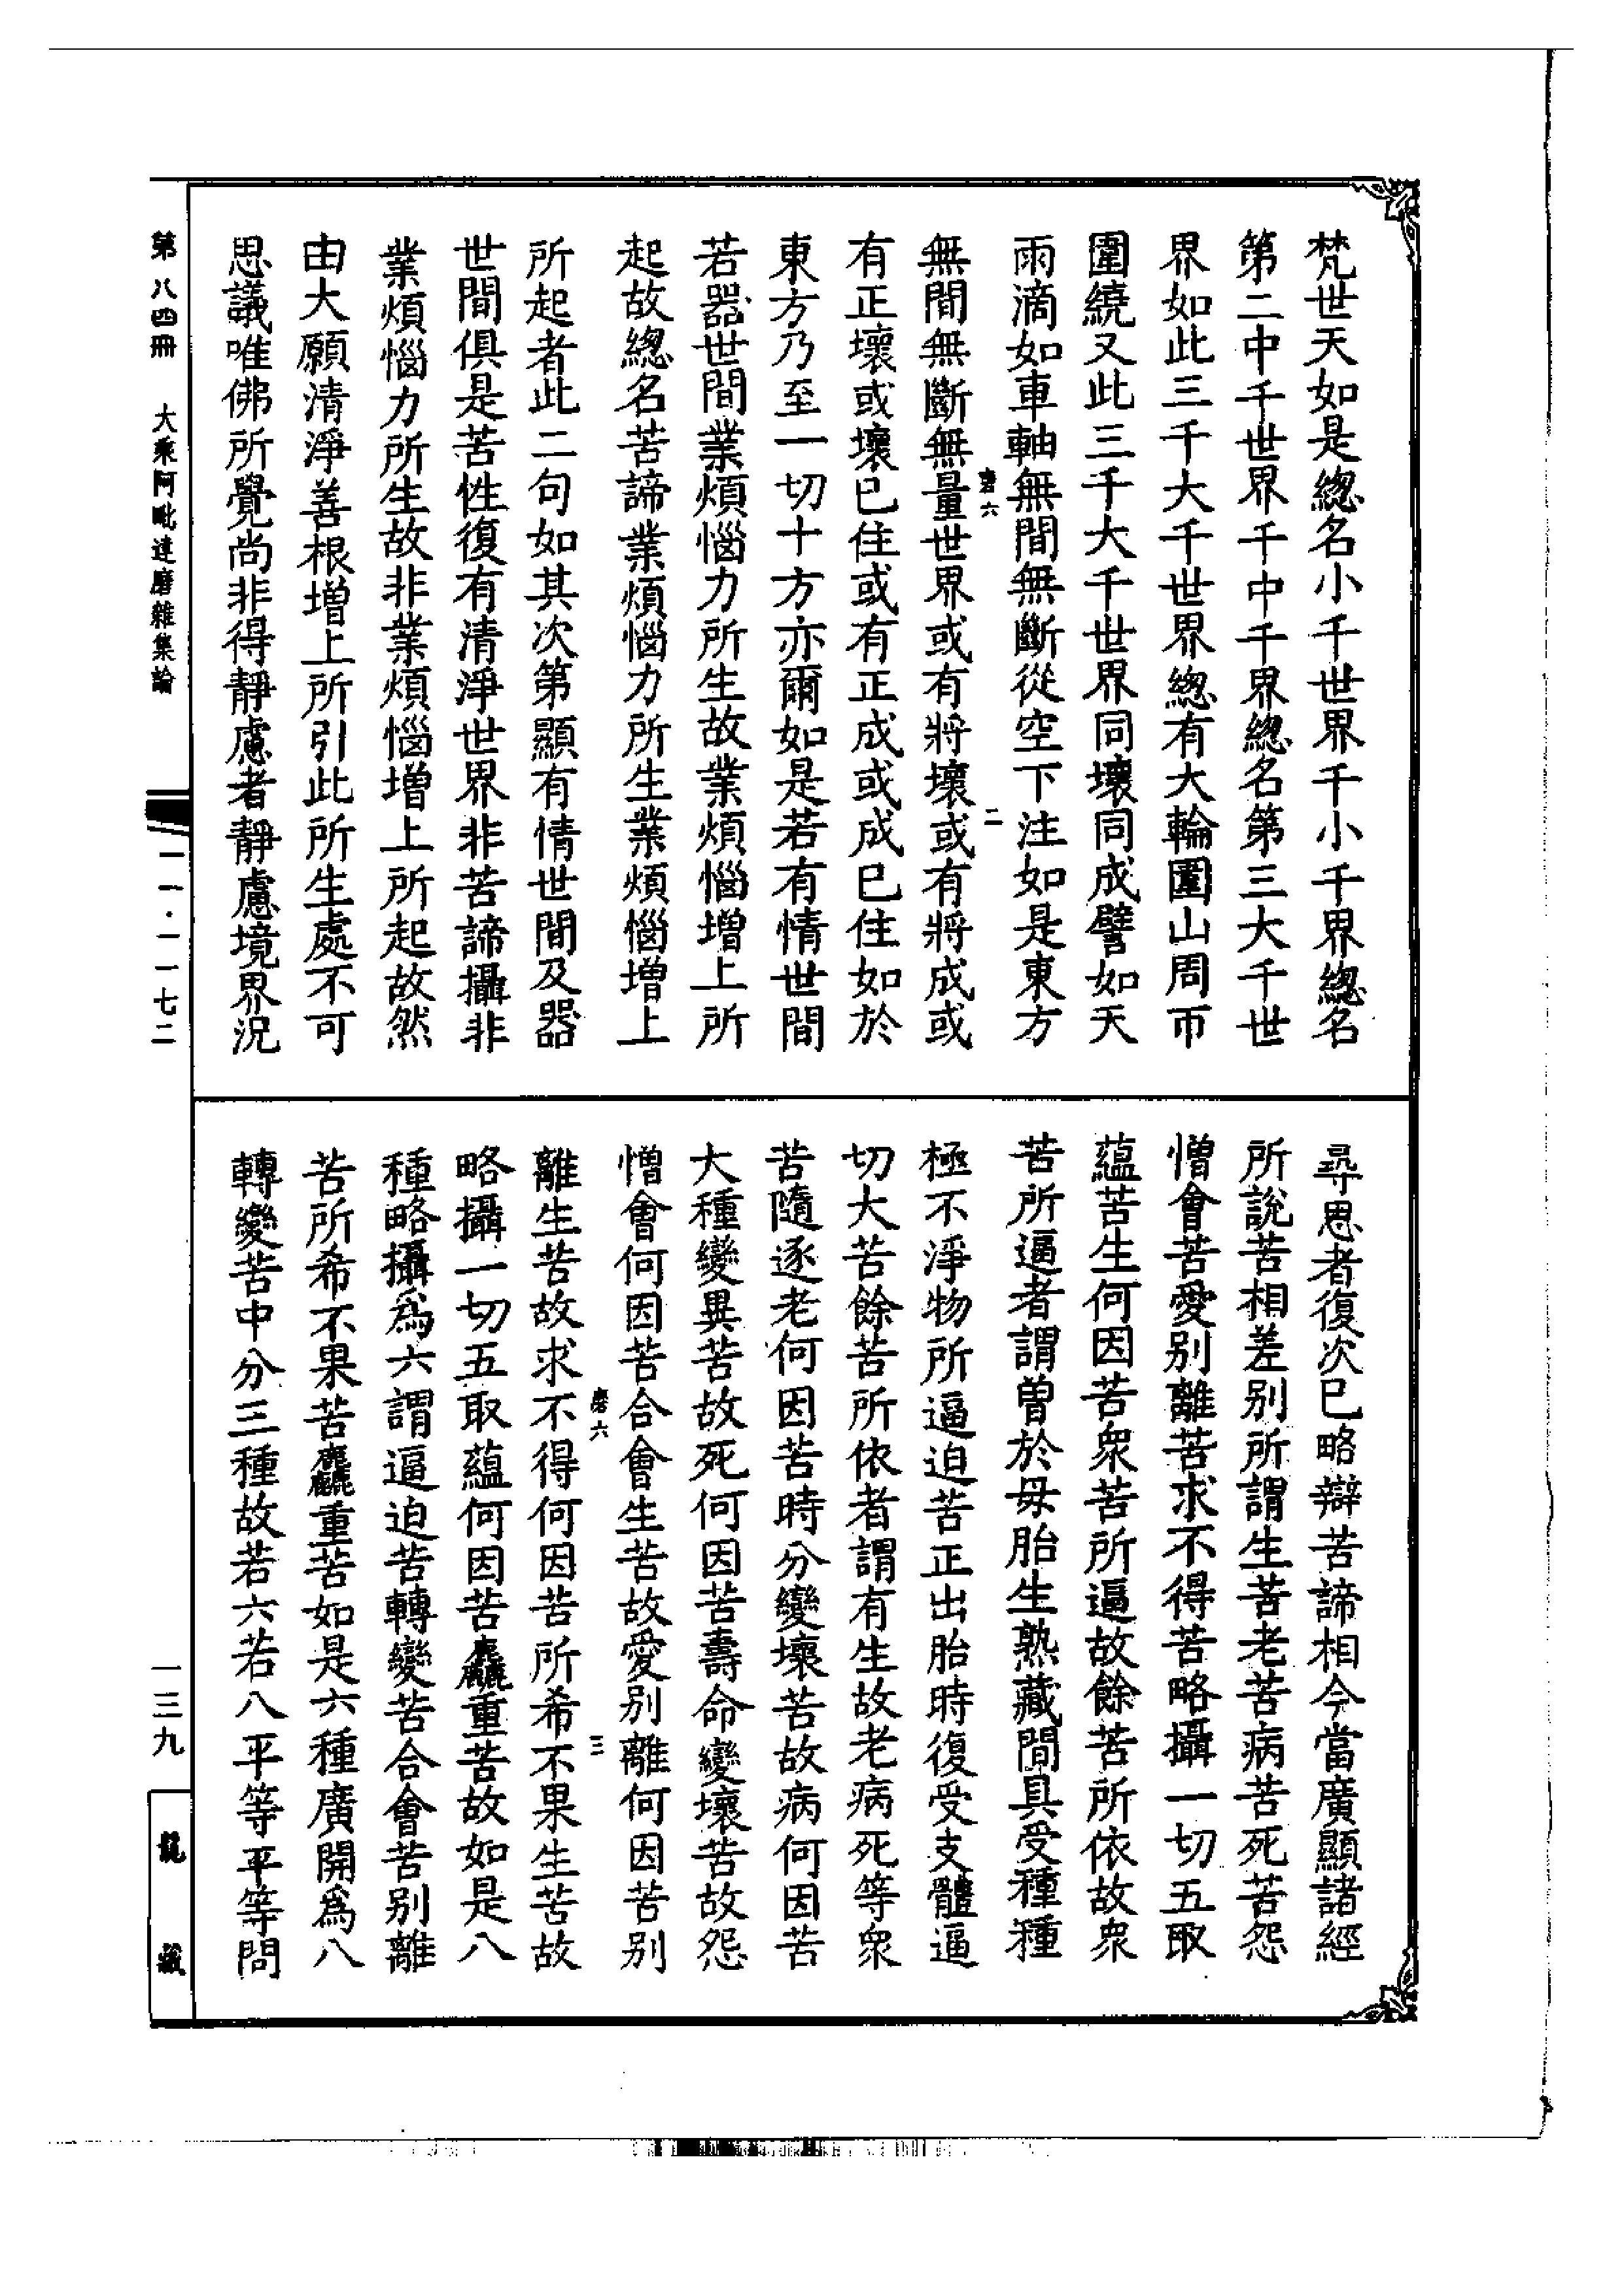 梵世天如是總名小千世界千小千界總名
第二中千世界千中千界總名第三大千世
界如此三千大千世界總有大輪圍山周帀
圍繞又此三千大千世界同壞同成譬如天
雨滴如車軸無間無斷從空下注如是東方
磨六
二
無間無斷無量世界或有將壞或有將成或
有正壞或壞已住或有正成或成已住如於
東方乃至一切十方亦爾如是若有情世間
若器世間業煩惱力所生故業煩惱增上所
起故總名苦諦業煩惱力所生業煩惱增上
所起者此二句如其次第顯有情世間及器
世間俱是苦性復有清淨世界非苦諦攝非
業煩惱力所生故非業煩惱增上所起故然
由大願清淨善根增上所引此所生處不可
思議唯佛所覺尚非得靜慮者靜慮境界況
尋思者復次已略辯苦諦相今當廣顯諸經
所說苦相差別所謂生苦老苦病苦死苦怨
憎會苦愛別離苦求不得苦略攝一切五取
蘊苦生何因苦衆苦所逼故餘苦所依故衆
苦所逼者謂曾於母胎生熟藏間具受種種
極不淨物所逼迫苦正出胎時復受支體逼
切大苦餘苦所依者謂有生故老病死等衆
苦隨逐老何因苦時分變壞苦故病何因苦
大種變異苦故死何因苦壽命變壞苦故怨
憎會何因苦合會生苦故愛別離何因苦別
磨六
三
離生苦故求不得何因苦所希不果生苦故
略攝一切五取蘊何因苦麤重苦故如是八
種略攝爲六謂逼迫苦轉變苦合會苦別離
苦所希不果苦麤重苦如是六種廣開爲八
轉變苦中分三種故若六若八平等平等問
第八四冊 大乘阿毗達磨雜集論
一一·一一七二
一三九
龍藏